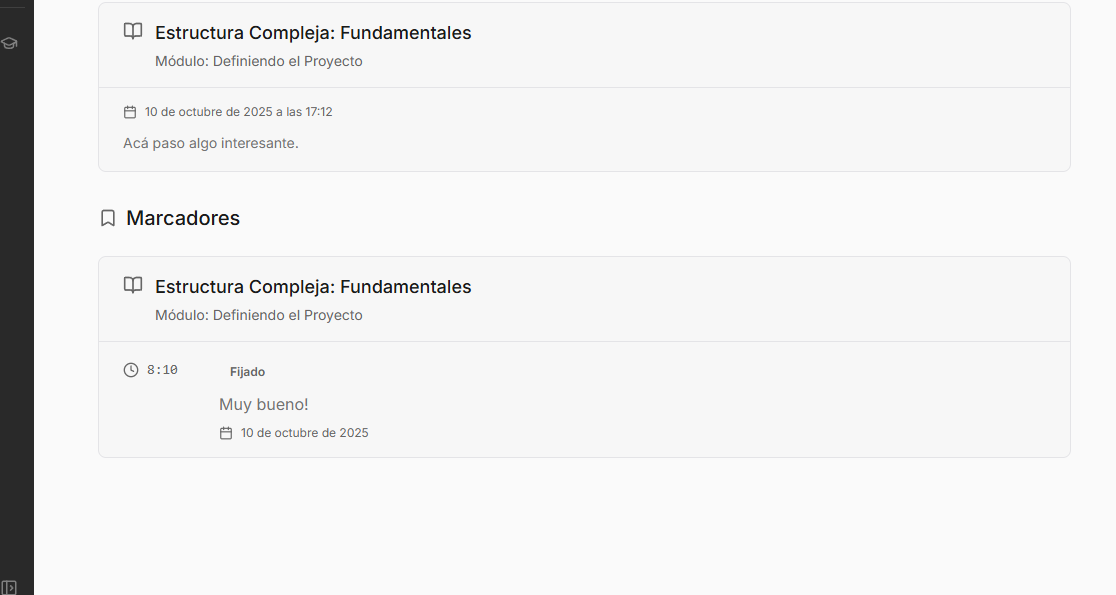 Estructura Compleja: Fundamentales
Módulo: Definiendo el Proyecto
10 de octubre de 2025 a las 17:12
Acá paso algo interesante.
Marcadores
Estructura Compleja: Fundamentales
Módulo: Definiendo el Proyecto
8:10 Fijado
Muy bueno!
10 de octubre de 2025